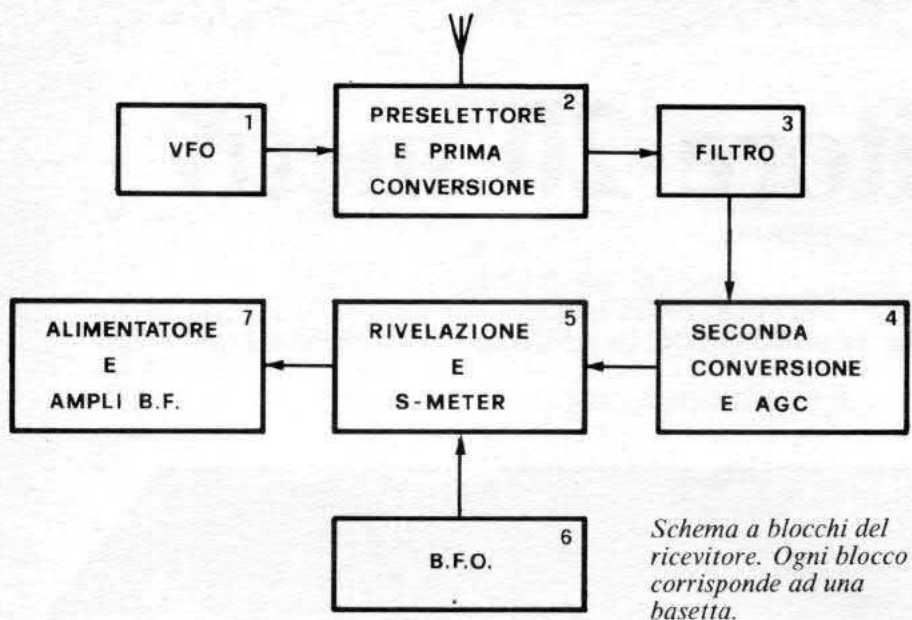 1
VFO
2
PRESELETTORE
E PRIMA
CONVERSIONE
3
FILTRO
7
ALIMENTATORE
E
AMPLI B.F.
5
RIVELAZIONE
E
S-METER
4
SECONDA
CONVERSIONE
E AGC
6
B.F.O.
Schema a blocchi del
ricevitore. Ogni blocco
corrisponde ad una
basetta.